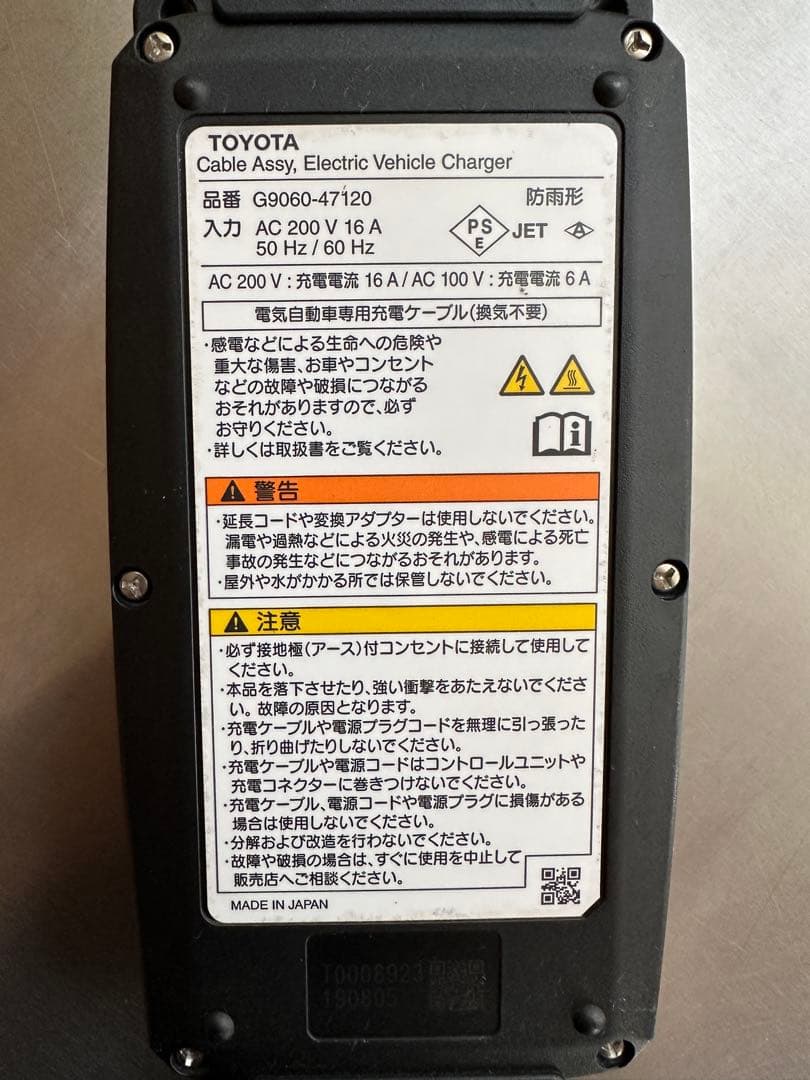 TOYOTA
Cable Assy, Electric Vehicle Charger
品番 G9060-47120 防雨形
入力 AC 200 V 16 A
50 Hz / 60 Hz
PS
E
JET
A
AC 200 V : 充電電流 16 A / AC 100 V : 充電電流 6 A
電気自動車専用充電ケーブル(換気不要)
・感電などによる生命への危険や
重大な傷害、お車やコンセント
などの故障や破損につながる
おそれがありますので、必ず
お守りください。
・詳しくは取扱書をご覧ください。
警告
・延長コードや変換アダプターは使用しないでください。
漏電や過熱などによる火災の発生や、感電による死亡
事故の発生などにつながるおそれがあります。
・屋外や水がかかる所では保管しないでください。
注意
・必ず接地極(アース)付コンセントに接続して使用して
ください。
・本品を落下させたり、強い衝撃をあたえないでくださ
い。故障の原因となります。
・充電ケーブルや電源プラグコードを無理に引っ張った
り、折り曲げたりしないでください。
・充電ケーブルや電源コードはコントロールユニットや
充電コネクターに巻きつけないでください。
・充電ケーブル、電源コードや電源プラグに損傷がある
場合は使用しないでください。
・分解および改造を行わないでください。
・故障や破損の場合は、すぐに使用を中止して
販売店へご相談ください。
MADE IN JAPAN
T0006923
190805